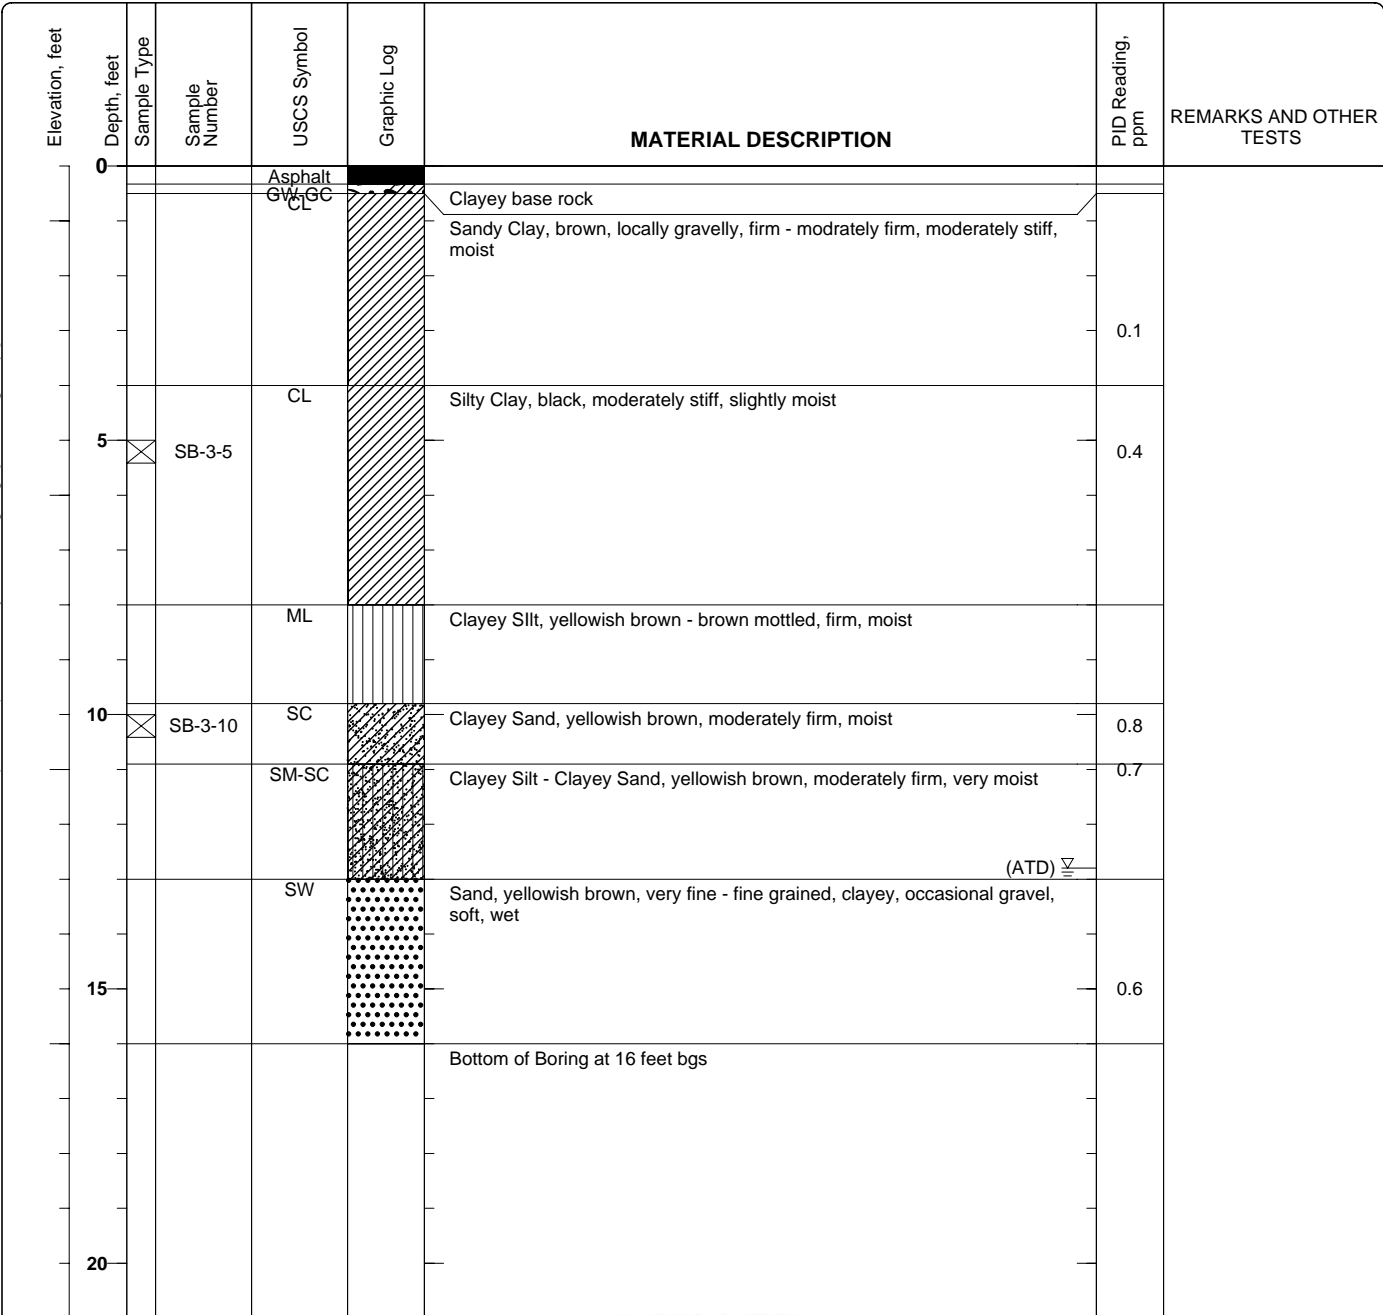 Elevation, feet
Depth, feet
Sample Type
Sample
Number
USCS Symbol
Graphic Log
MATERIAL DESCRIPTION
PID Reading,
ppm
REMARKS AND OTHER
TESTS
0
Asphalt
GW-GC
CL
Clayey base rock
Sandy Clay, brown, locally gravelly, firm - modrately firm, moderately stiff,
moist
0.1
CL
Silty Clay, black, moderately stiff, slightly moist
5
SB-3-5
0.4
ML
Clayey SIlt, yellowish brown - brown mottled, firm, moist
10
SB-3-10
SC
Clayey Sand, yellowish brown, moderately firm, moist
0.8
SM-SC
Clayey Silt - Clayey Sand, yellowish brown, moderately firm, very moist
0.7
(ATD)
SW
Sand, yellowish brown, very fine - fine grained, clayey, occasional gravel,
soft, wet
15
0.6
Bottom of Boring at 16 feet bgs
20